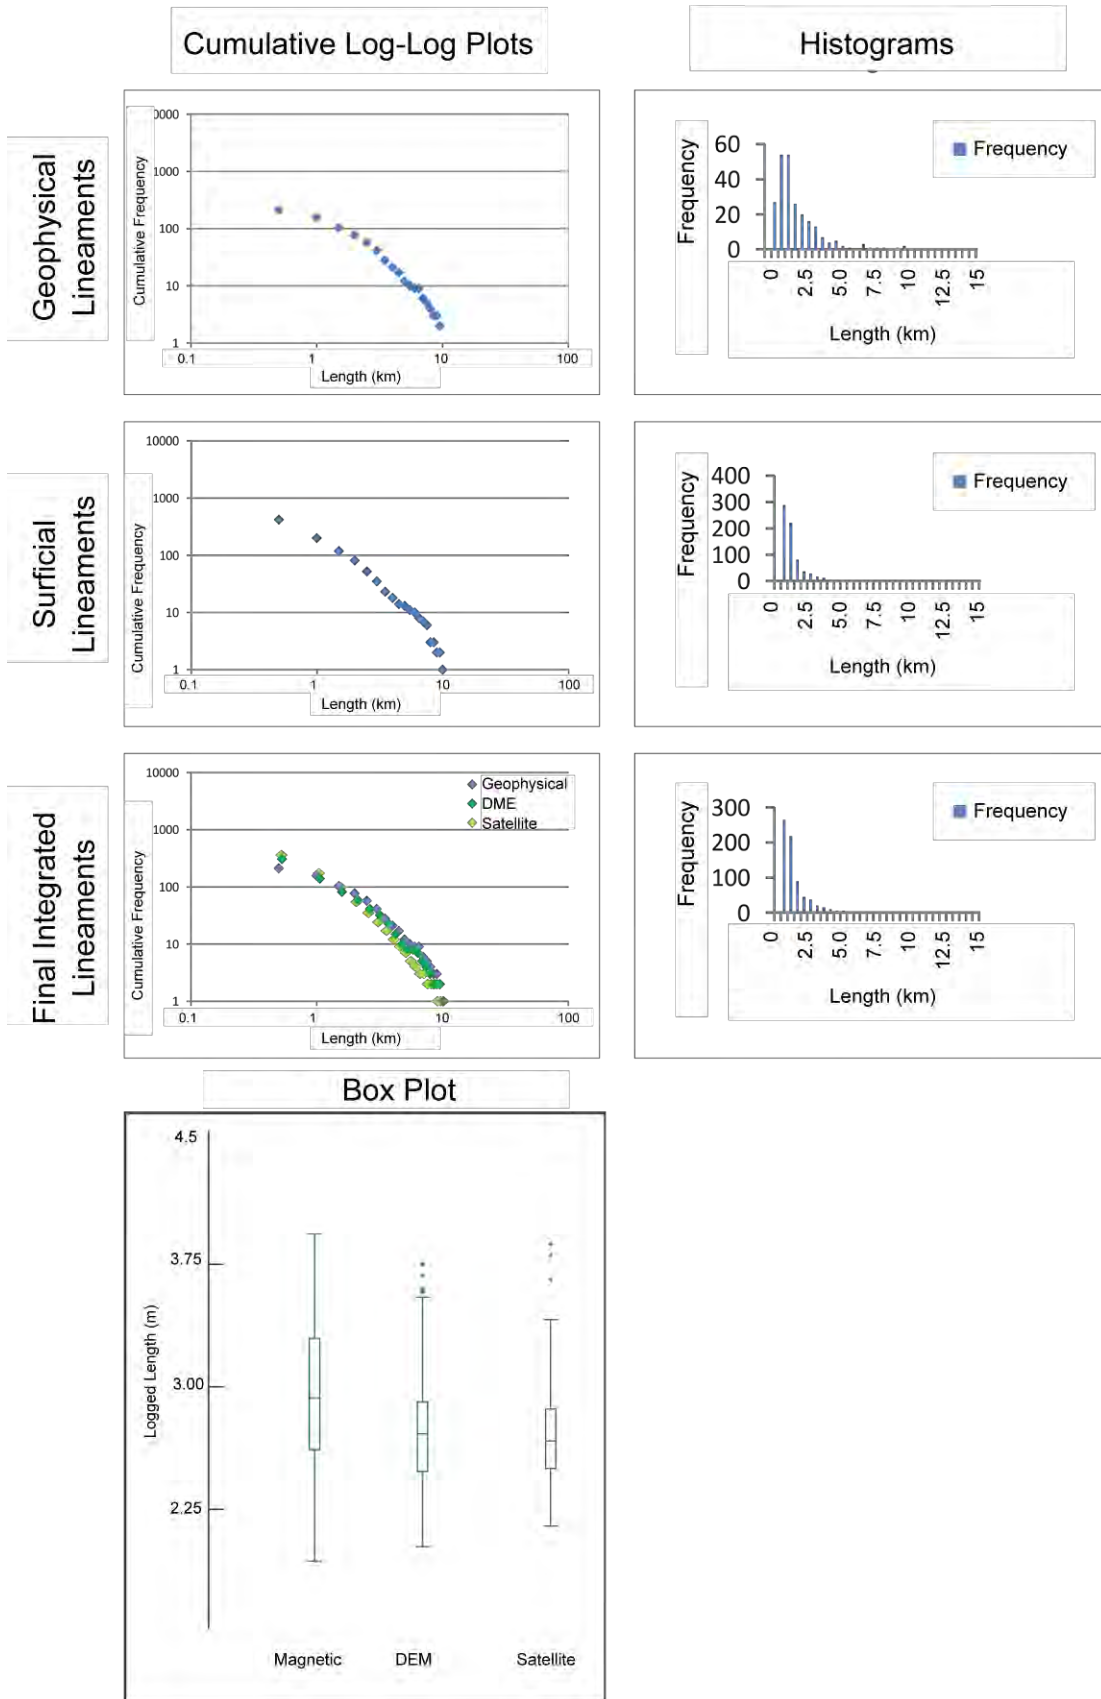 Cumulative Log-Log Plots
Histograms
Geophysical
Lineaments
Cumulative Frequency
0000
1000
100
10
1
0.1
1
10
100
Length (km)
Frequency
60
40
20
0
Frequency
0
2.5
5.0
7.5
10
12.5
15
Length (km)
Surficial
Lineaments
Cumulative Frequency
10000
1000
100
10
1
0.1
1
10
100
Length (km)
Frequency
400
300
200
100
0
Frequency
0
2.5
5.0
7.5
10
12.5
15
Length (km)
Final Integrated
Lineaments
Cumulative Frequency
10000
1000
100
10
1
Geophysical
DME
Satellite
0.1
1
10
100
Length (km)
Frequency
300
200
100
0
Frequency
0
2.5
5.0
7.5
10
12.5
15
Length (km)
Box Plot
Logged Length (m)
4.5
3.75
3.00
2.25
Magnetic
DEM
Satellite